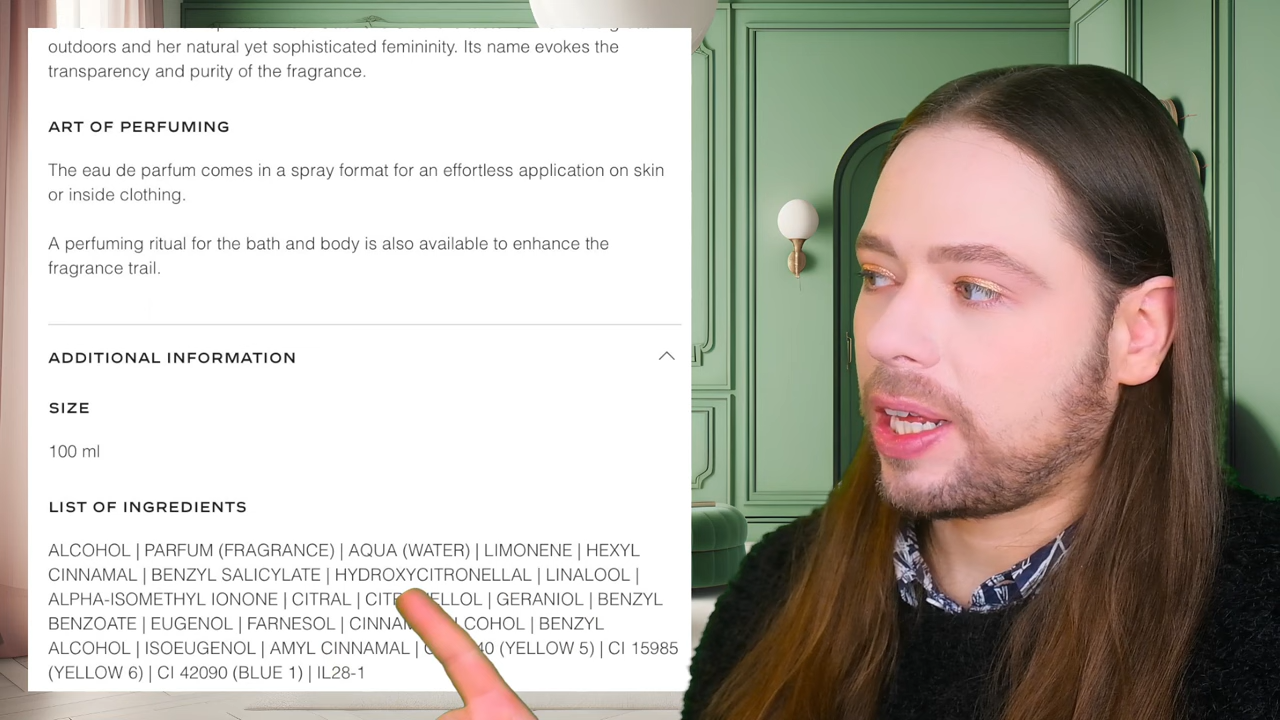 outdoors and her natural yet sophisticated femininity. Its name evokes the
transparency and purity of the fragrance.
ART OF PERFUMING
The eau de parfum comes in a spray format for an effortless application on skin
or inside clothing.
A perfuming ritual for the bath and body is also available to enhance the
fragrance trail.
ADDITIONAL INFORMATION
SIZE
100 ml
LIST OF INGREDIENTS
ALCOHOL | PARFUM (FRAGRANCE) | AQUA (WATER) | LIMONENE | HEXYL
CINNAMAL | BENZYL SALICYLATE | HYDROXYCITRONELLAL | LINALOOL |
ALPHA-ISOMETHYL IONONE | CITRAL | | GERANIOL | BENZYL
BENZOATE | EUGENOL | FARNESOL | | BENZYL
ALCOHOL | ISOEUGENOL | AMYL CINNAMAL | (YELLOW 5) | CI 15985
(YELLOW 6) | CI 42090 (BLUE 1) | IL28-1